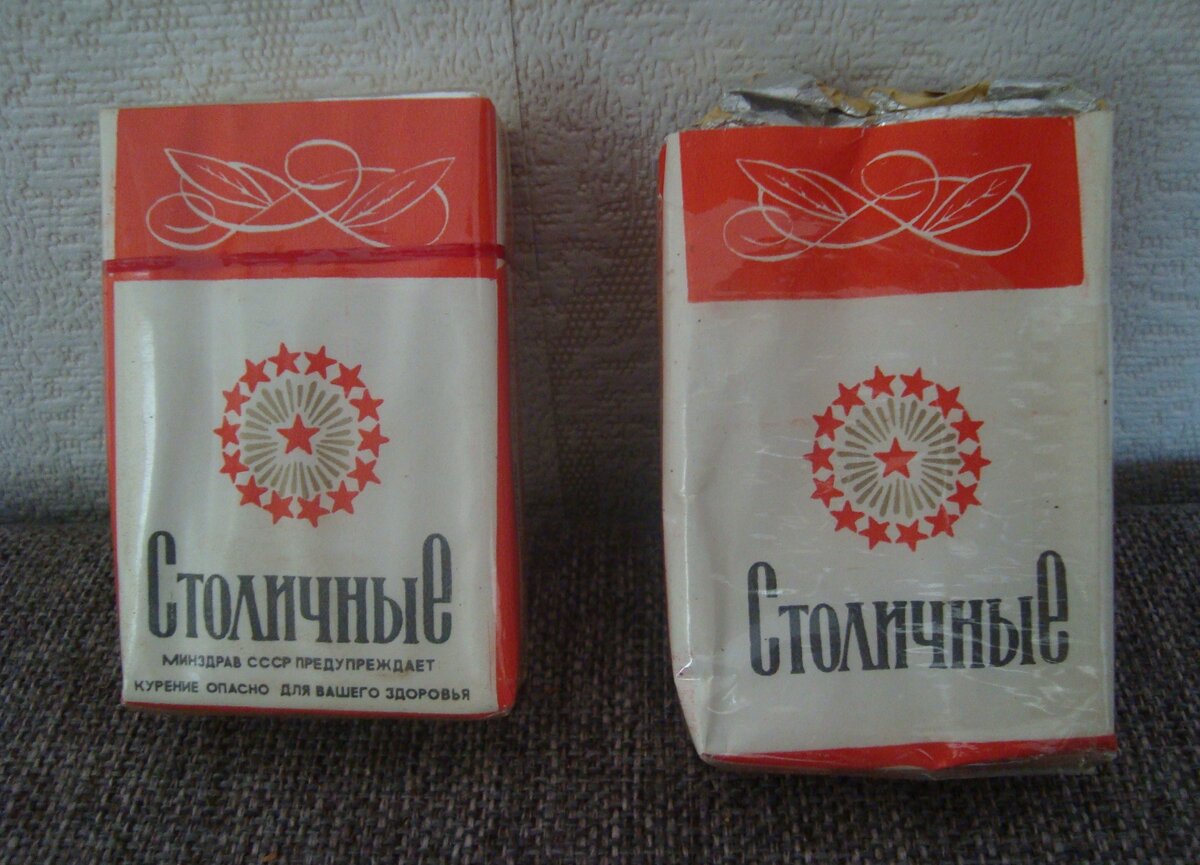 Столичные
МИНЗДРАВ СССР ПРЕДУПРЕЖДАЕТ
КУРЕНИЕ ОПАСНО ДЛЯ ВАШЕГО ЗДОРОВЬЯ
Столичные